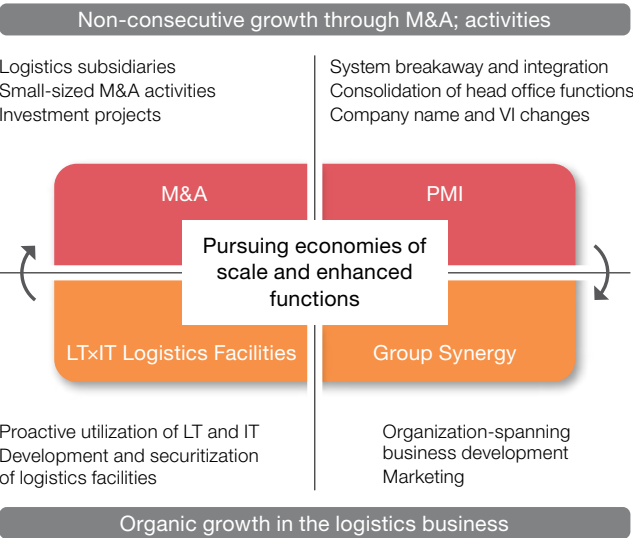 Non-consecutive growth through M&A; activities
Logistics subsidiaries
Small-sized M&A activities
Investment projects
System breakaway and integration
Consolidation of head office functions
Company name and VI changes
M&A
PMI
Pursuing economies of
scale and enhanced
functions
LT×IT Logistics Facilities
Group Synergy
Proactive utilization of LT and IT
Development and securitization
of logistics facilities
Organization-spanning
business development
Marketing
Organic growth in the logistics business